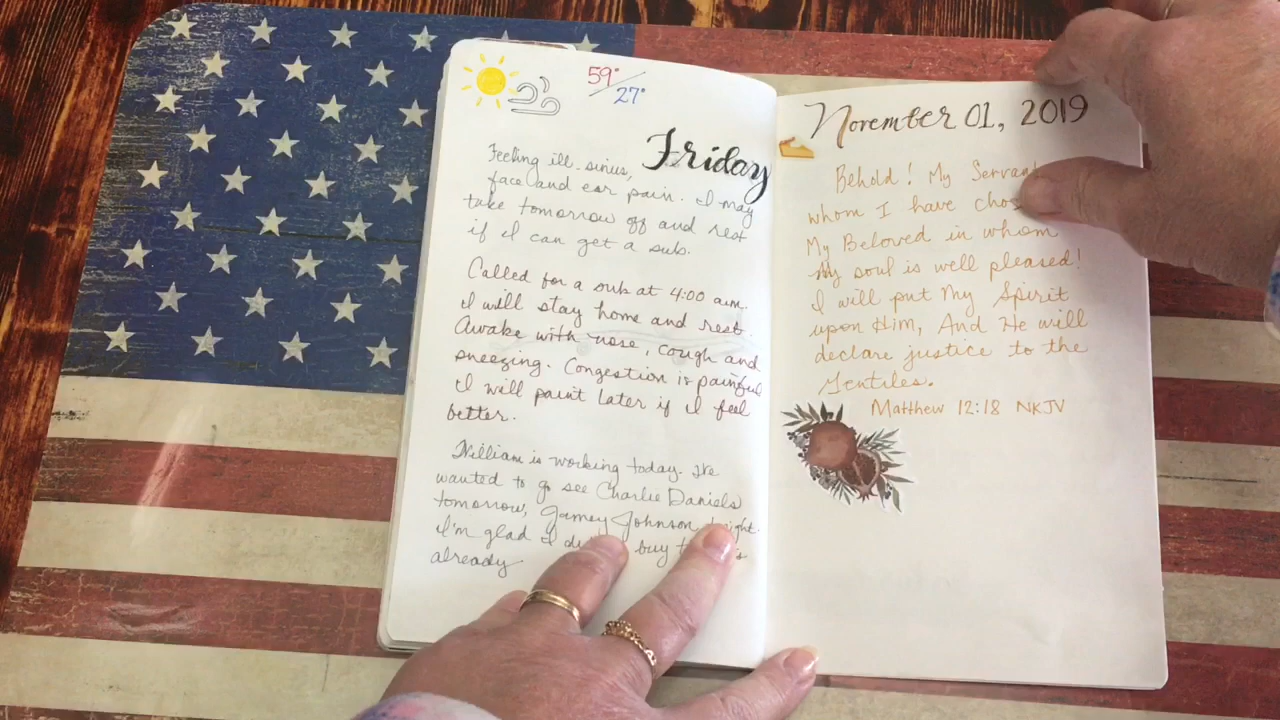 59°/27°
Friday
Feeling ill - sinius,
face and ear pain. I may
take tomorrow off and rest
if I can get a sub.
Called for a sub at 4:00 a.m.
I will stay home and rest.
Awake with nose, cough and
sneezing. Congestion is painful
I will paint later if I feel
better.
William is working today. He
wanted to go see Charlie Daniels
tomorrow, Jamey Johnson
I'm glad I buy
already
November 01, 2019
Behold! My Servant
whom I have
My Beloved in whom
My soul is well pleased!
I will put My Spirit
upon Him, And He will
declare justice to the
Gentiles.
Matthew 12:18 NKJV